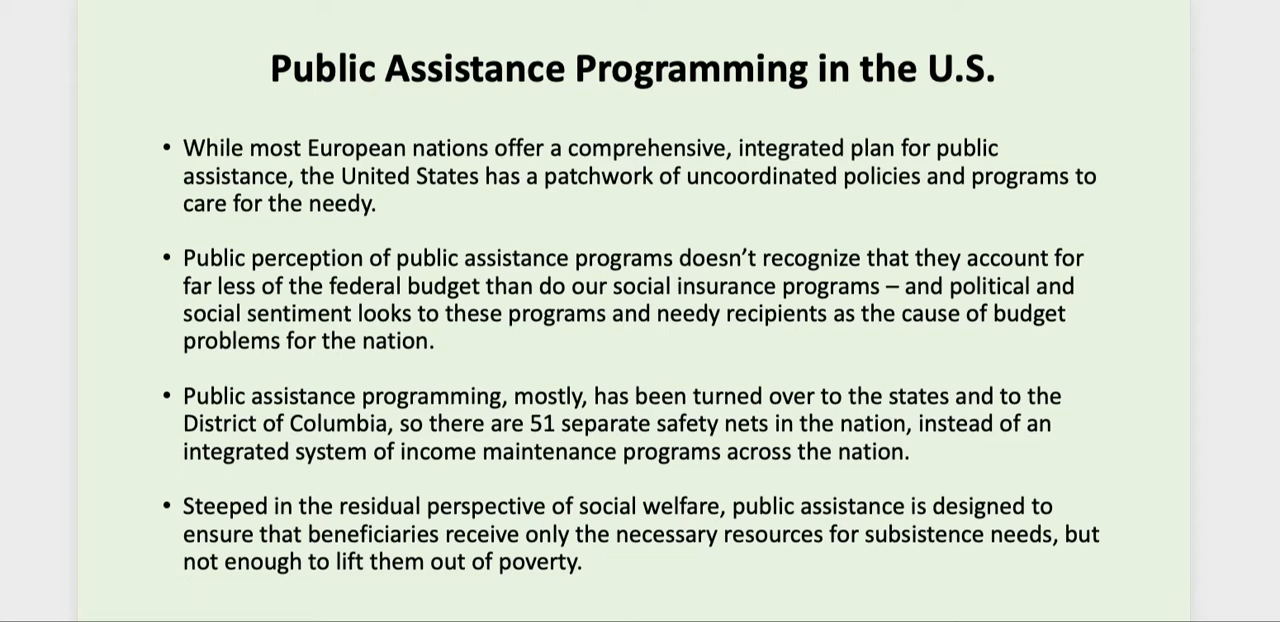 Public Assistance Programming in the U.S.
• While most European nations offer a comprehensive, integrated plan for public
assistance, the United States has a patchwork of uncoordinated policies and programs to
care for the needy.
• Public perception of public assistance programs doesn’t recognize that they account for
far less of the federal budget than do our social insurance programs – and political and
social sentiment looks to these programs and needy recipients as the cause of budget
problems for the nation.
• Public assistance programming, mostly, has been turned over to the states and to the
District of Columbia, so there are 51 separate safety nets in the nation, instead of an
integrated system of income maintenance programs across the nation.
• Steeped in the residual perspective of social welfare, public assistance is designed to
ensure that beneficiaries receive only the necessary resources for subsistence needs, but
not enough to lift them out of poverty.